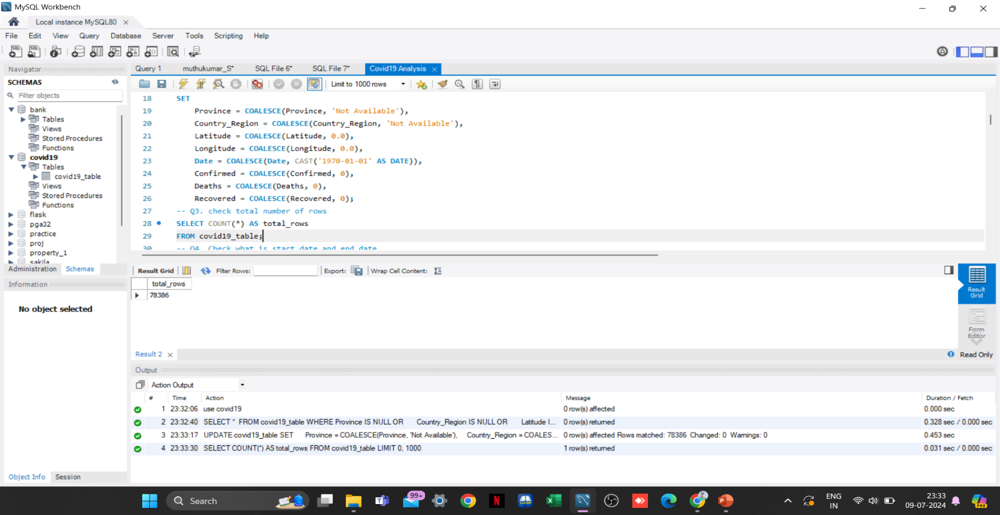 MySQL Workbench
Local instance MySQL80
File Edit View Query Database Server Tools Scripting Help
Navigator
SCHEMAS
Filter objects
bank
Tables
Views
Stored Procedures
Functions
covid19
Tables
covid19_table
Views
Stored Procedures
Functions
flask
pga32
practice
proj
property_1
sakila
Administration Schemas
Information
No object selected
Object Info Session
Query 1 muthukumar_S* SQL File 6* SQL File 7* Covid19 Analysis
Limit to 1000 rows
18 SET
19 Province = COALESCE(Province, 'Not Available'),
20 Country_Region = COALESCE(Country_Region, 'Not Available'),
21 Latitude = COALESCE(Latitude, 0.0),
22 Longitude = COALESCE(Longitude, 0.0),
23 Date = COALESCE(Date, CAST('1970-01-01' AS DATE)),
24 Confirmed = COALESCE(Confirmed, 0),
25 Deaths = COALESCE(Deaths, 0),
26 Recovered = COALESCE(Recovered, 0);
27 -- Q3. check total number of rows
28 SELECT COUNT(*) AS total_rows
29 FROM covid19_table;
30 -- Q4. Check what is start_date and end_date
Result Grid Filter Rows: Export: Wrap Cell Content:
total_rows
78386
Result Grid
Form Editor
Result 2
Read Only
Output
Action Output
# Time Action Message Duration / Fetch
1 23:32:06 use covid19 0 row(s) affected 0.000 sec
2 23:32:40 SELECT * FROM covid19_table WHERE Province IS NULL OR Country_Region IS NULL OR Latitude I... 0 row(s) returned 0.328 sec / 0.000 sec
3 23:33:17 UPDATE covid19_table SET Province = COALESCE(Province, 'Not Available'), Country_Region = COALES... 0 row(s) affected Rows matched: 78386 Changed: 0 Warnings: 0 0.453 sec
4 23:33:30 SELECT COUNT(*) AS total_rows FROM covid19_table LIMIT 0, 1000 1 row(s) returned 0.031 sec / 0.000 sec
Search
99+
ENG
IN
23:33
09-07-2024
PRE